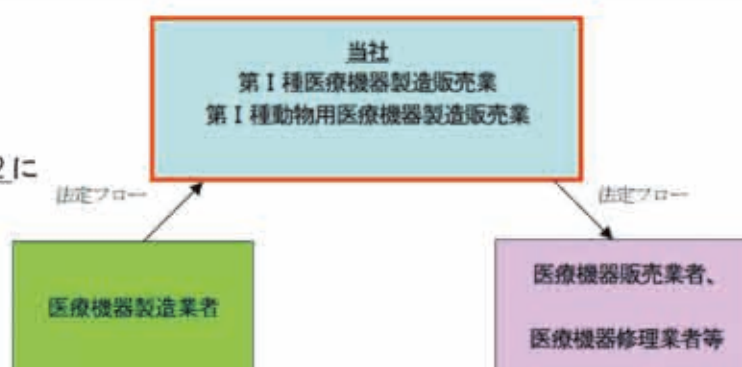 当社
第Ⅰ種医療機器製造販売業
第Ⅰ種動物用医療機器製造販売業
に
法定フロー
法定フロー
医療機器製造業者
医療機器販売業者、
医療機器修理業者等